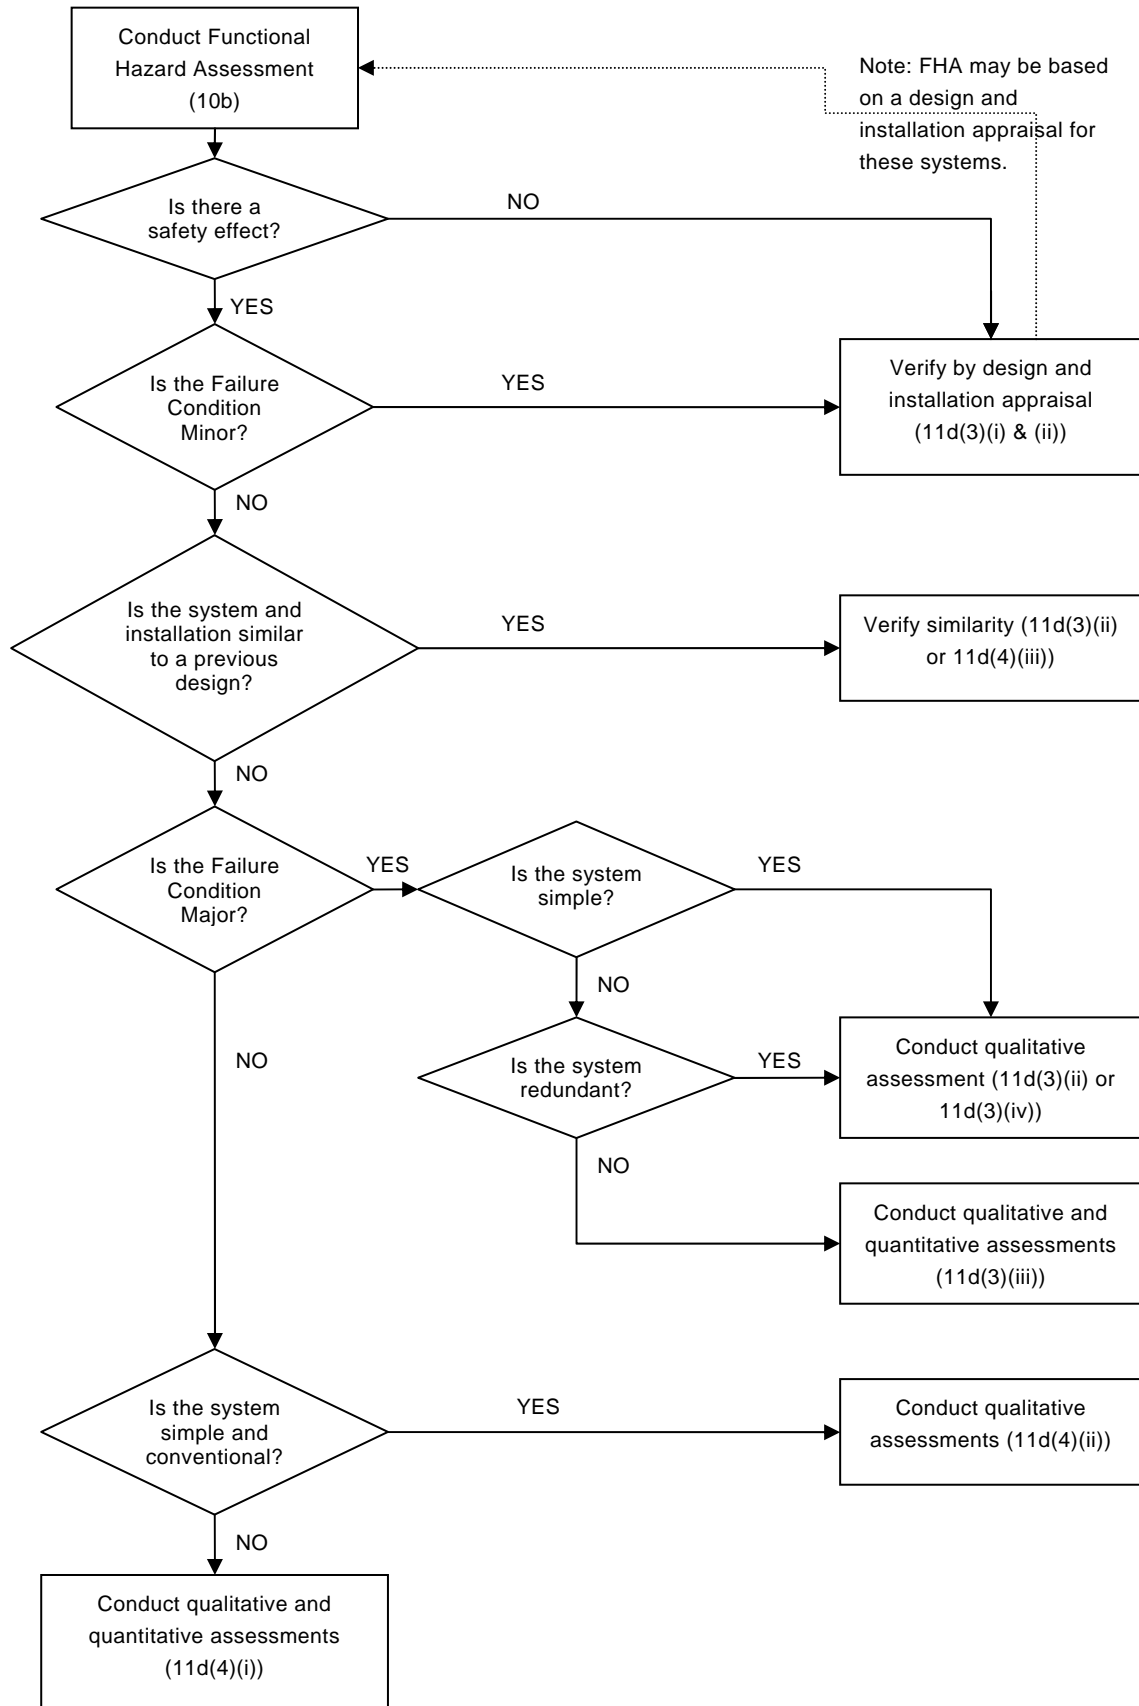 Conduct Functional
Hazard Assessment
(10b)
Note: FHA may be based
on a design and
installation appraisal for
these systems.
Is there a
safety effect?
NO
YES
Is the Failure
Condition
Minor?
YES
Verify by design and
installation appraisal
(11d(3)(i) & (ii))
NO
Is the system and
installation similar
to a previous
design?
YES
Verify similarity (11d(3)(ii)
or 11d(4)(iii))
NO
Is the Failure
Condition
Major?
YES
Is the system
simple?
YES
NO
NO
Is the system
redundant?
YES
Conduct qualitative
assessment (11d(3)(ii) or
11d(3)(iv))
NO
Conduct qualitative and
quantitative assessments
(11d(3)(iii))
Is the system
simple and
conventional?
YES
Conduct qualitative
assessments (11d(4)(ii))
NO
Conduct qualitative and
quantitative assessments
(11d(4)(i))